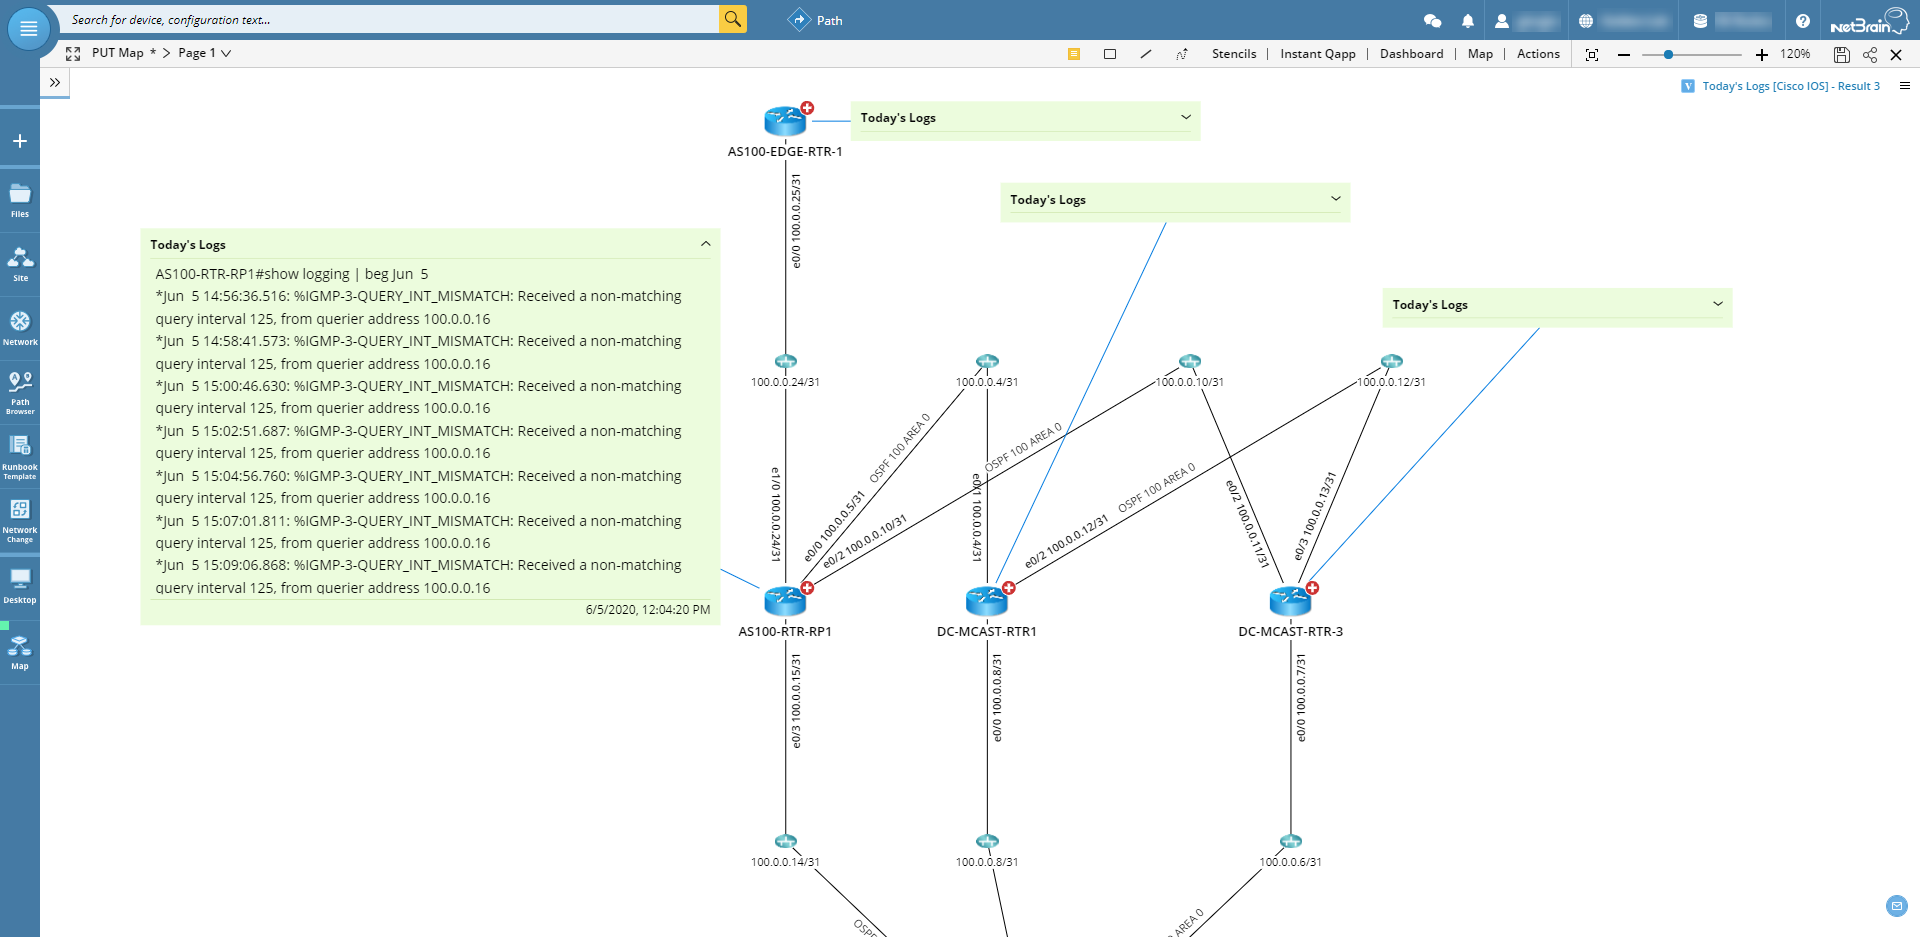 Search for device, configuration text...
Path
NetBrain
PUT Map * > Page 1
Stencils | Instant Qapp | Dashboard | Map | Actions
120%
Today's Logs [Cisco IOS] - Result 3
Files
Site
Network
Path
Browser
Runbook
Template
Network
Change
Desktop
Map
Today's Logs
AS100-EDGE-RTR-1
e0/0 100.0.0.25/31
Today's Logs
Today's Logs
AS100-RTR-RP1#show logging | beg Jun  5
*Jun  5 14:56:36.516: %IGMP-3-QUERY_INT_MISMATCH: Received a non-matching
query interval 125, from querier address 100.0.0.16
*Jun  5 14:58:41.573: %IGMP-3-QUERY_INT_MISMATCH: Received a non-matching
query interval 125, from querier address 100.0.0.16
*Jun  5 15:00:46.630: %IGMP-3-QUERY_INT_MISMATCH: Received a non-matching
query interval 125, from querier address 100.0.0.16
*Jun  5 15:02:51.687: %IGMP-3-QUERY_INT_MISMATCH: Received a non-matching
query interval 125, from querier address 100.0.0.16
*Jun  5 15:04:56.760: %IGMP-3-QUERY_INT_MISMATCH: Received a non-matching
query interval 125, from querier address 100.0.0.16
*Jun  5 15:07:01.811: %IGMP-3-QUERY_INT_MISMATCH: Received a non-matching
query interval 125, from querier address 100.0.0.16
*Jun  5 15:09:06.868: %IGMP-3-QUERY_INT_MISMATCH: Received a non-matching
query interval 125, from querier address 100.0.0.16
6/5/2020, 12:04:20 PM
Today's Logs
100.0.0.24/31
100.0.0.4/31
100.0.0.10/31
100.0.0.12/31
e1/0 100.0.0.24/31
e0/0 100.0.0.5/31
OSPF 100 AREA 0
e0/2 100.0.0.10/31
OSPF 100 AREA 0
e0/1 100.0.0.4/31
e0/2 100.0.0.12/31
OSPF 100 AREA 0
e0/2 100.0.0.11/31
e0/3 100.0.0.13/31
AS100-RTR-RP1
DC-MCAST-RTR1
DC-MCAST-RTR-3
e0/3 100.0.0.15/31
e0/0 100.0.0.8/31
e0/0 100.0.0.7/31
100.0.0.14/31
100.0.0.8/31
100.0.0.6/31
OSPF
AREA 0